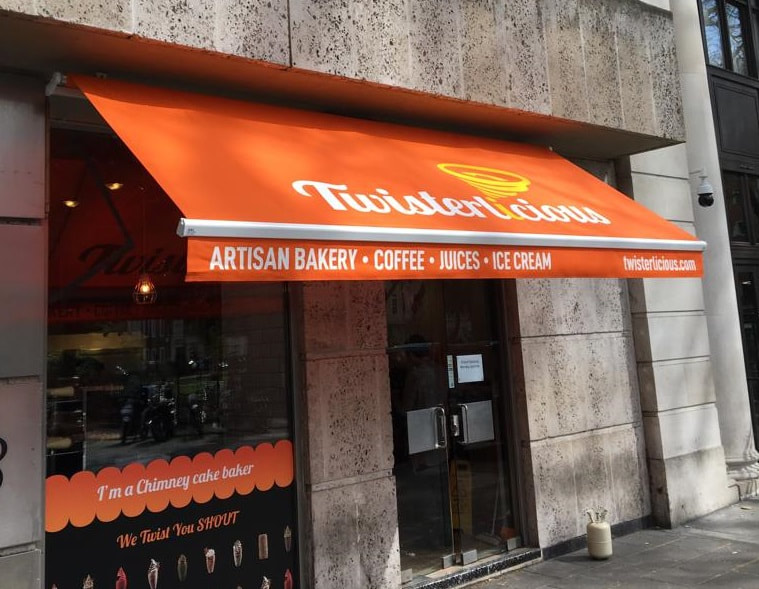 Twisterlicious
ARTISAN BAKERY • COFFEE • JUICES • ICE CREAM
twisterlicious.com
I'm a Chimney cake baker
We Twist You SHOUT